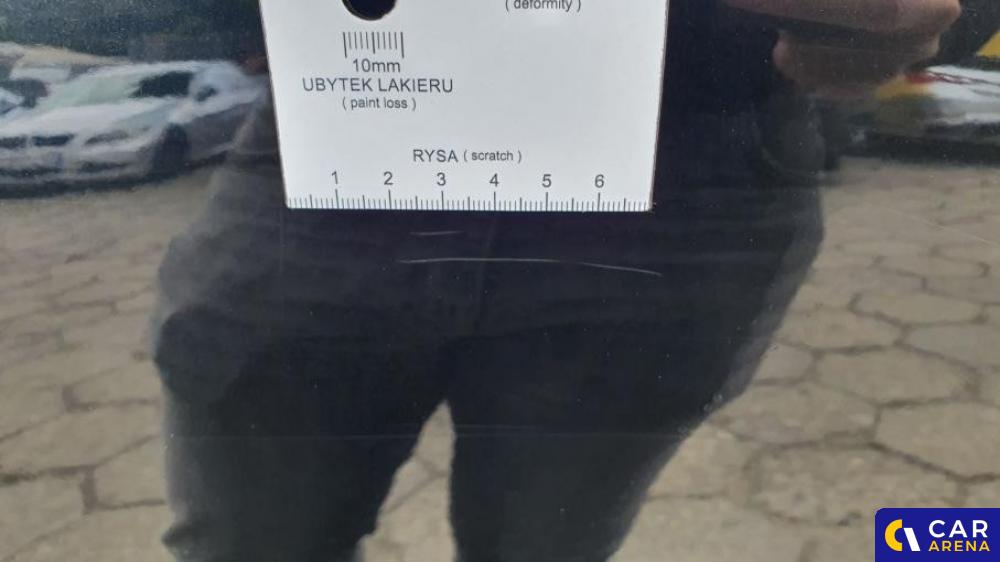 ( deformity )
10mm
UBYTEK LAKIERU
( paint loss )
RYSA ( scratch )
1 2 3 4 5 6
CAR
ARENA